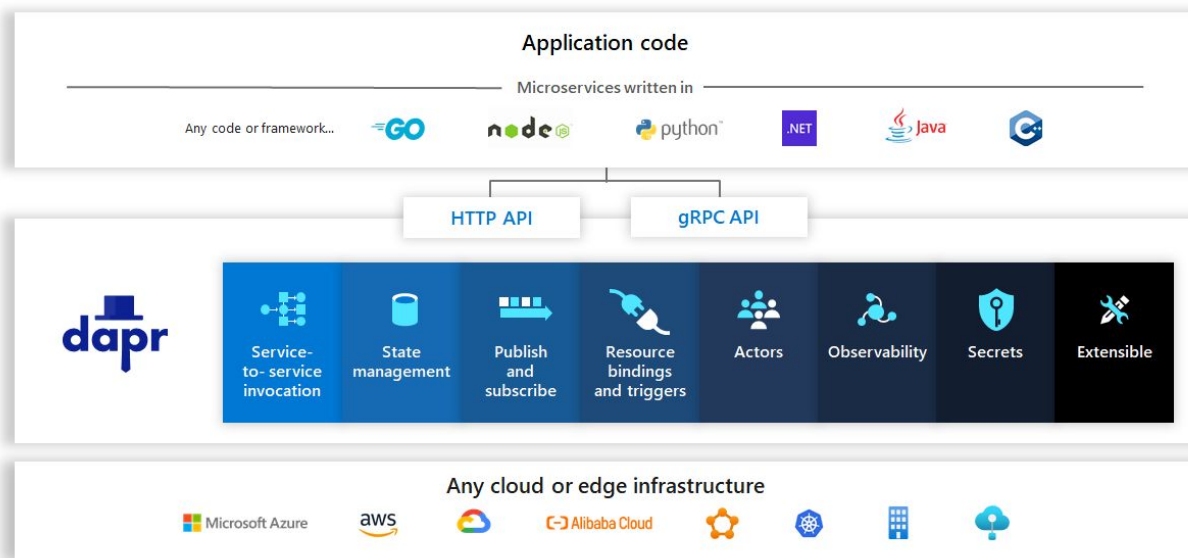 Application code
Microservices written in
Any code or framework...
GO
node JS
python
.NET
Java
C++
HTTP API
gRPC API
dapr
Service-
to- service
invocation
State
management
Publish
and
subscribe
Resource
bindings
and triggers
Actors
Observability
Secrets
Extensible
Any cloud or edge infrastructure
Microsoft Azure
aws
Alibaba Cloud